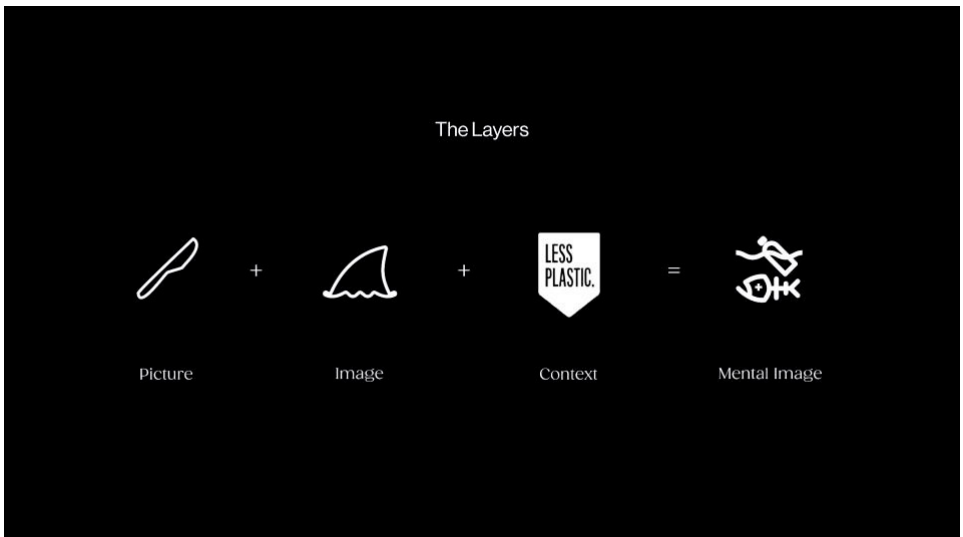 The Layers
+
+
LESS
PLASTIC.
=
Picture
Image
Context
Mental Image